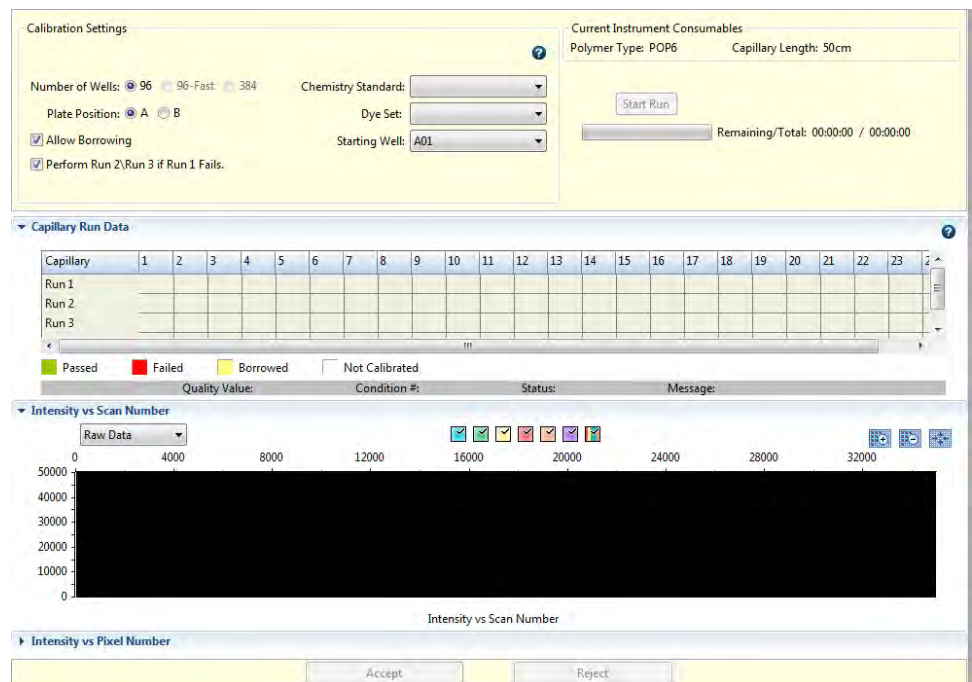 Calibration Settings
Current Instrument Consumables
Polymer Type: POP6 Capillary Length: 50cm
Number of Wells: 96 96-Fast 384 Chemistry Standard:
Start Run
Plate Position: A B Dye Set:
Remaining/Total: 00:00:00 / 00:00:00
Allow Borrowing Starting Well: A01
Perform Run 2\Run 3 if Run 1 Fails.
Capillary Run Data
Capillary 1 2 3 4 5 6 7 8 9 10 11 12 13 14 15 16 17 18 19 20 21 22 23
Run 1
Run 2
Run 3
Passed Failed Borrowed Not Calibrated
Quality Value: Condition #: Status: Message:
Intensity vs Scan Number
Raw Data
0 4000 8000 12000 16000 20000 24000 28000 32000
50000
40000
30000
20000
10000
0
Intensity vs Scan Number
Intensity vs Pixel Number
Accept Reject